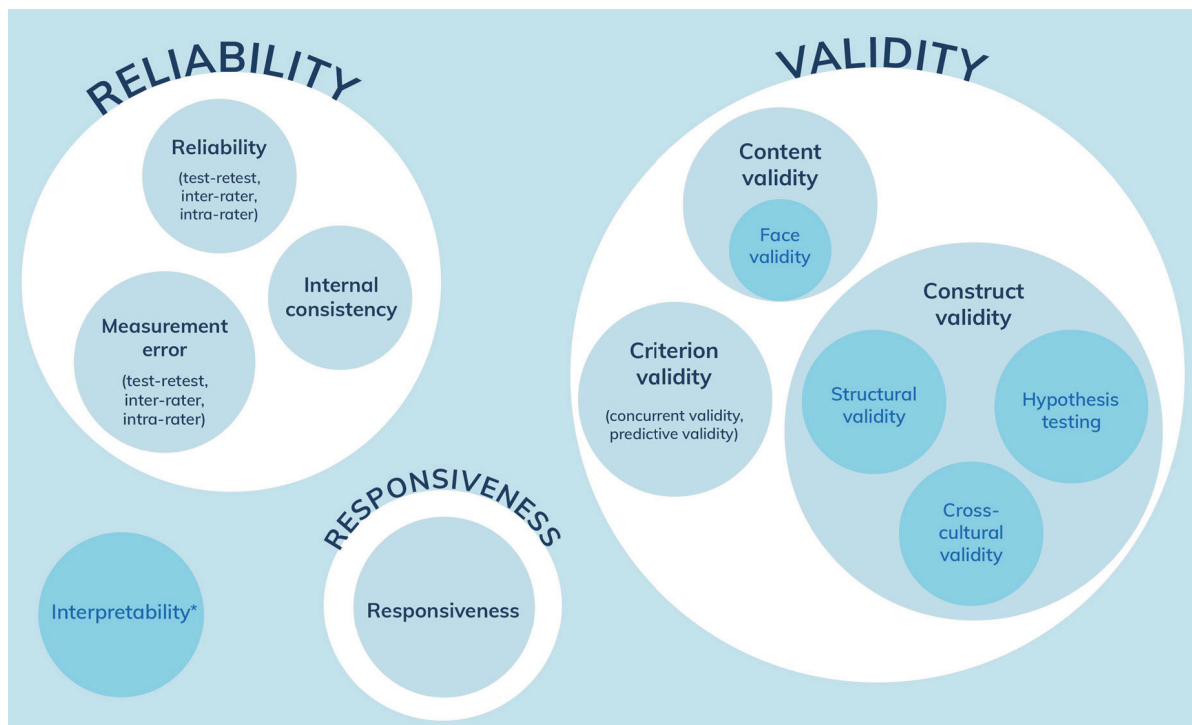 RELIABILITY
Reliability
(test-retest,
inter-rater,
intra-rater)
Internal
consistency
Measurement
error
(test-retest,
inter-rater,
intra-rater)
VALIDITY
Content
validity
Face
validity
Criterion
validity
(concurrent validity,
predictive validity)
Construct
validity
Structural
validity
Hypothesis
testing
Cross-
cultural
validity
RESPONSIVENESS
Responsiveness
Interpretability*